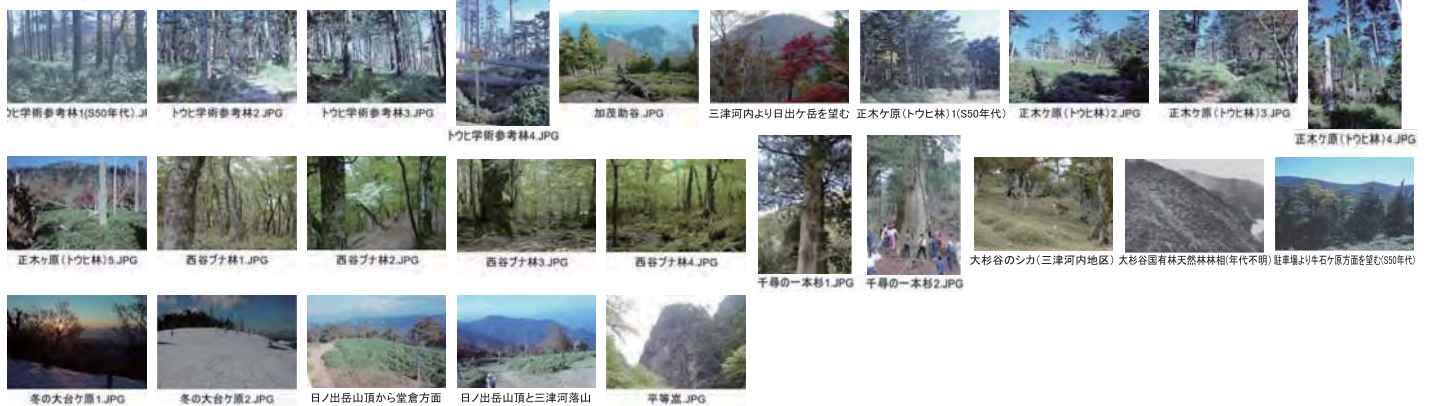 ウヒ学術参考林1(S50年代).JI
トウヒ学術参考林2.JPG
トウヒ学術参考林3.JPG
トウヒ学術参考林4.JPG
加茂助谷.JPG
三津河内より日出ケ岳を望む
正木ケ原(トウヒ林)1(S50年代)
正木ケ原(トウヒ林)2.JPG
正木ケ原(トウヒ林)3.JPG
正木ケ原(トウヒ林)4.JPG
正木ヶ原(トウヒ林)5.JPG
西谷ブナ林1.JPG
西谷ブナ林2.JPG
西谷ブナ林3.JPG
西谷ブナ林4.JPG
千尋の一本杉1.JPG
千尋の一本杉2.JPG
大杉谷のシカ(三津河内地区)
大杉谷国有林天然林林相(年代不明)
駐車場より牛石ケ原方面を望む(S50年代)
冬の大台ケ原1.JPG
冬の大台ケ原2.JPG
日ノ出岳山頂から堂倉方面
日ノ出岳山頂と三津河落山
平等嵓.JPG